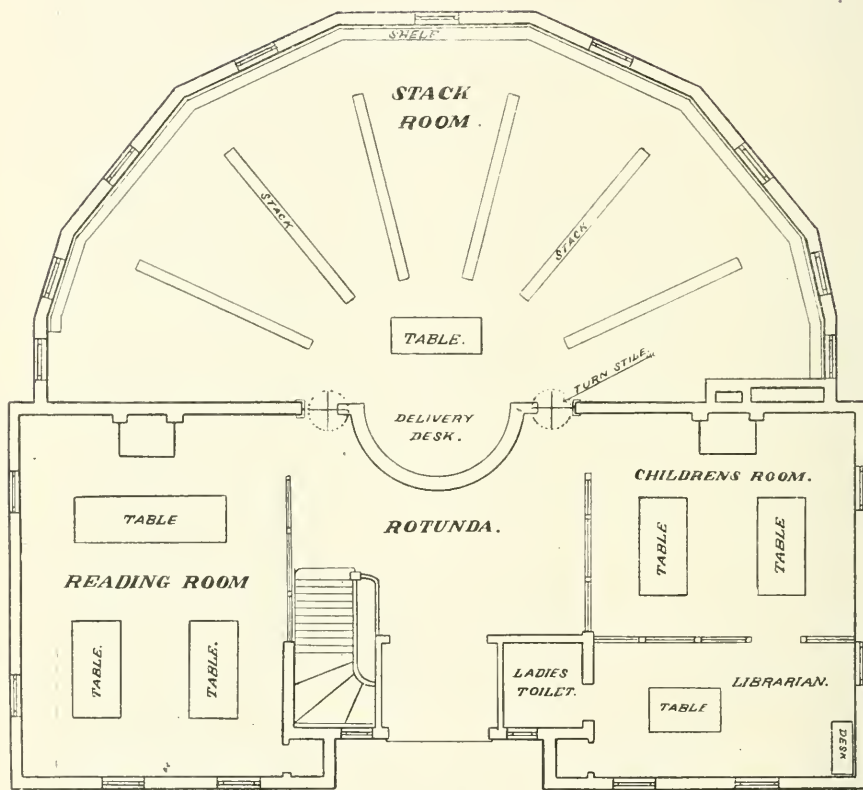 SHELF
STACK
ROOM.
STACK
STACK
TABLE.
TURN STILE.
DELIVERY
DESK.
CHILDRENS ROOM.
TABLE
ROTUNDA.
TABLE
TABLE
READING ROOM
TABLE.
TABLE.
LADIES
TOILET.
LIBRARIAN.
TABLE
DESK